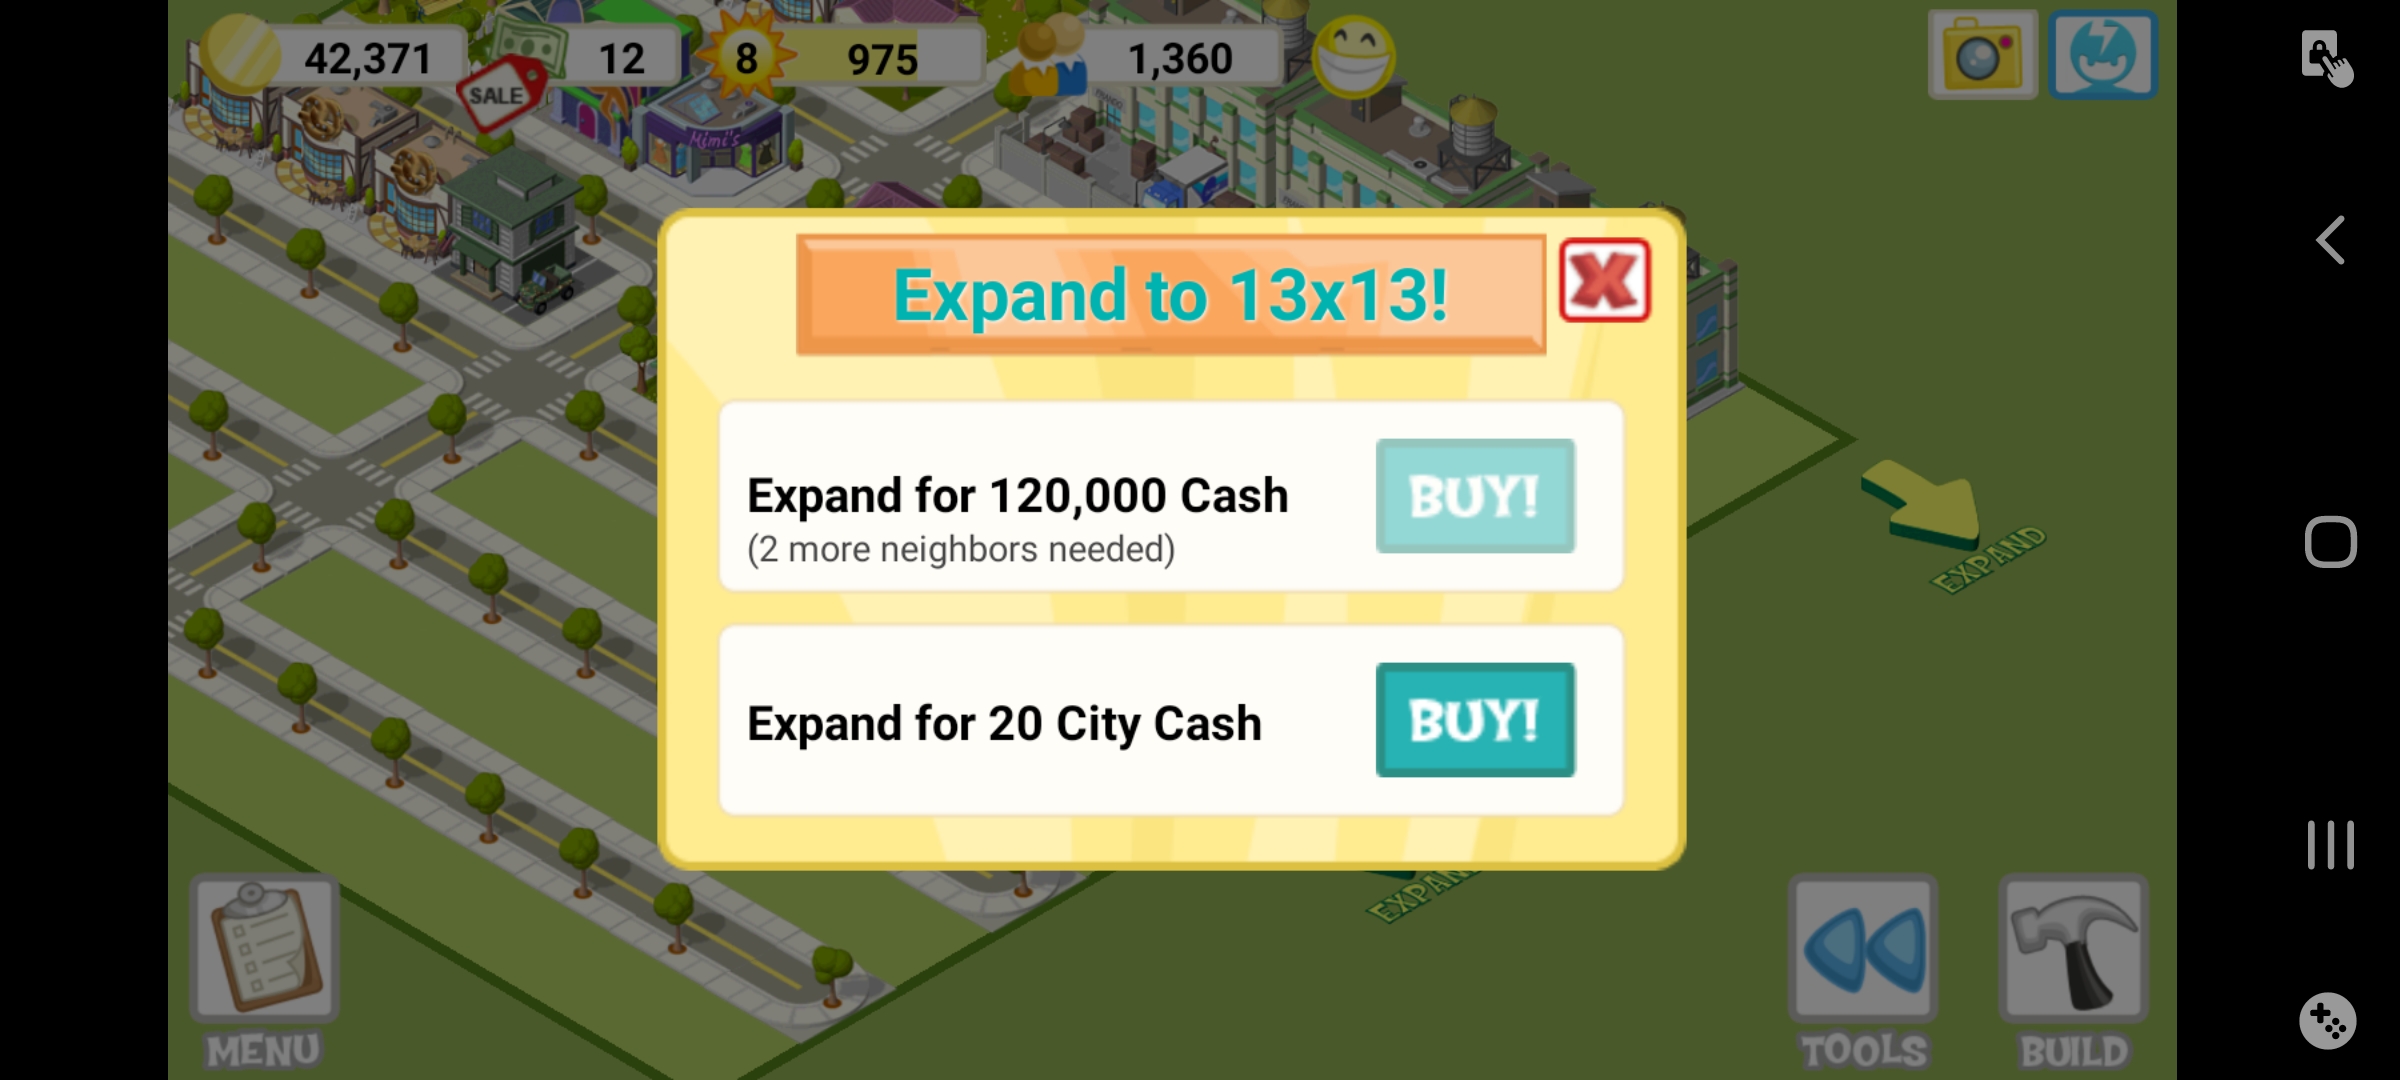 42,371
12
8
975
1,360
SALE
Mimi's
Expand to 13x13!
X
Expand for 120,000 Cash
(2 more neighbors needed)
BUY!
Expand for 20 City Cash
BUY!
EXPAND
EXPAND
MENU
TOOLS
BUILD